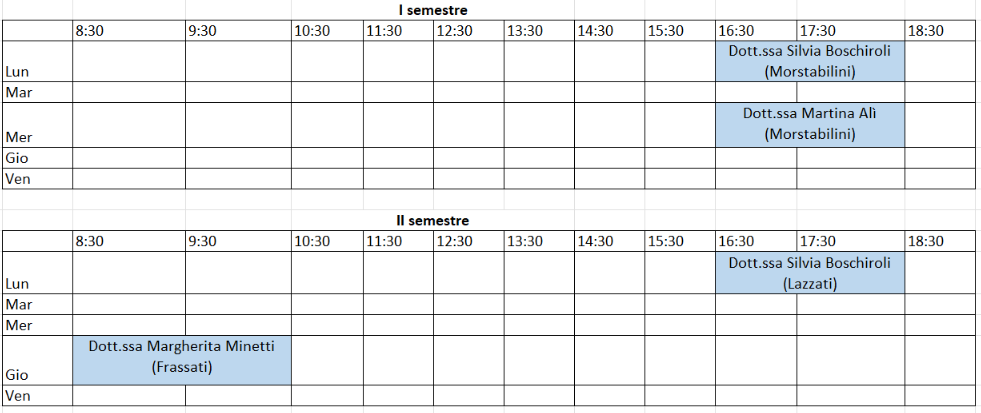 I semestre
8:30 9:30 10:30 11:30 12:30 13:30 14:30 15:30 16:30 17:30 18:30
Dott.ssa Silvia Boschiroli
Lun (Morstabilini)
Mar
Dott.ssa Martina Alì
Mer (Morstabilini)
Gio
Ven
II semestre
8:30 9:30 10:30 11:30 12:30 13:30 14:30 15:30 16:30 17:30 18:30
Dott.ssa Silvia Boschiroli
Lun (Lazzati)
Mar
Mer
Dott.ssa Margherita Minetti
Gio (Frassati)
Ven